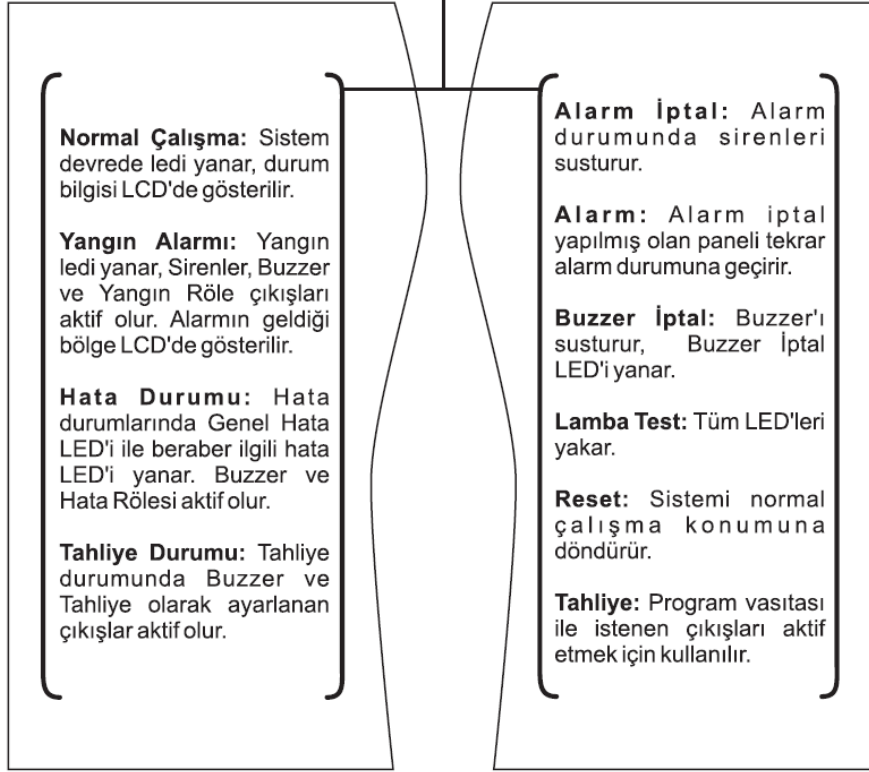 Normal Çalışma: Sistem
devrede ledi yanar, durum
bilgisi LCD'de gösterilir.
Yangın Alarmı: Yangın
ledi yanar, Sirenler, Buzzer
ve Yangın Röle çıkışları
aktif olur. Alarmın geldiği
bölge LCD'de gösterilir.
Hata Durumu: Hata
durumlarında Genel Hata
LED'i ile beraber ilgili hata
LED'i yanar. Buzzer ve
Hata Rölesi aktif olur.
Tahliye Durumu: Tahliye
durumunda Buzzer ve
Tahliye olarak ayarlanan
çıkışlar aktif olur.
Alarm İptal: Alarm
durumunda sirenleri
susturur.
Alarm: Alarm iptal
yapılmış olan paneli tekrar
alarm durumuna geçirir.
Buzzer İptal: Buzzer'ı
susturur, Buzzer İptal
LED'i yanar.
Lamba Test: Tüm LED'leri
yakar.
Reset: Sistemi normal
çalışma konumuna
döndürür.
Tahliye: Program vasıtası
ile istenen çıkışları aktif
etmek için kullanılır.